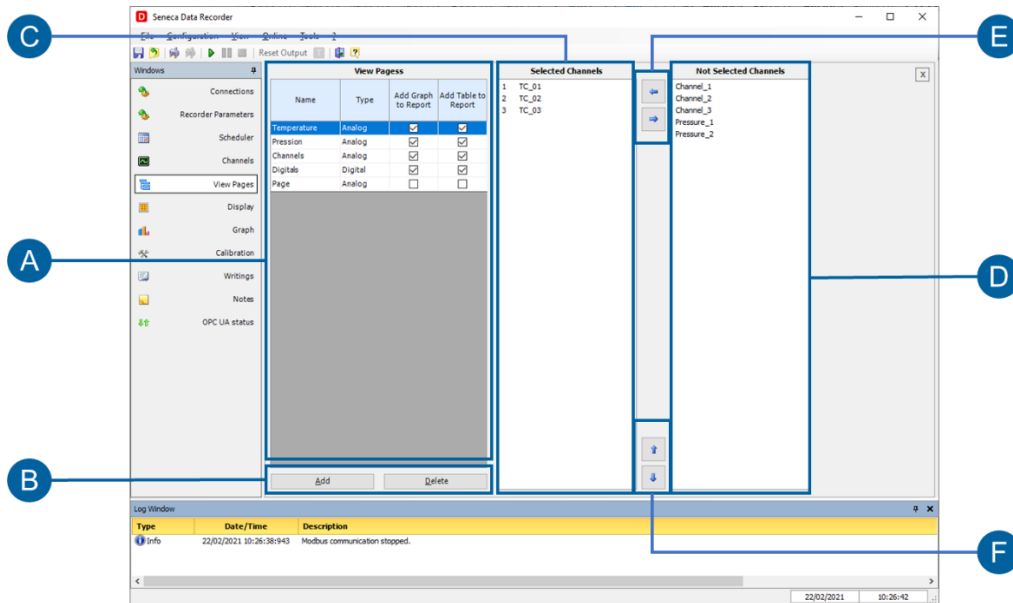 C
E
A
D
B
F
D Seneca Data Recorder
File Configuration View Online Tools ?
Reset Output
Windows
Connections
Recorder Parameters
Scheduler
Channels
View Pages
Display
Graph
Calibration
Writings
Notes
OPC UA status
View Pagess
Name Type Add Graph to Report Add Table to Report
Temperature Analog
Pression Analog
Channels Analog
Digitals Digital
Page Analog
Add Delete
Selected Channels
1 TC_01
2 TC_02
3 TC_03
Not Selected Channels
Channel_1
Channel_2
Channel_3
Pressure_1
Pressure_2
X
Log Window
Type Date/Time Description
Info 22/02/2021 10:26:38:943 Modbus communication stopped.
22/02/2021 10:26:42